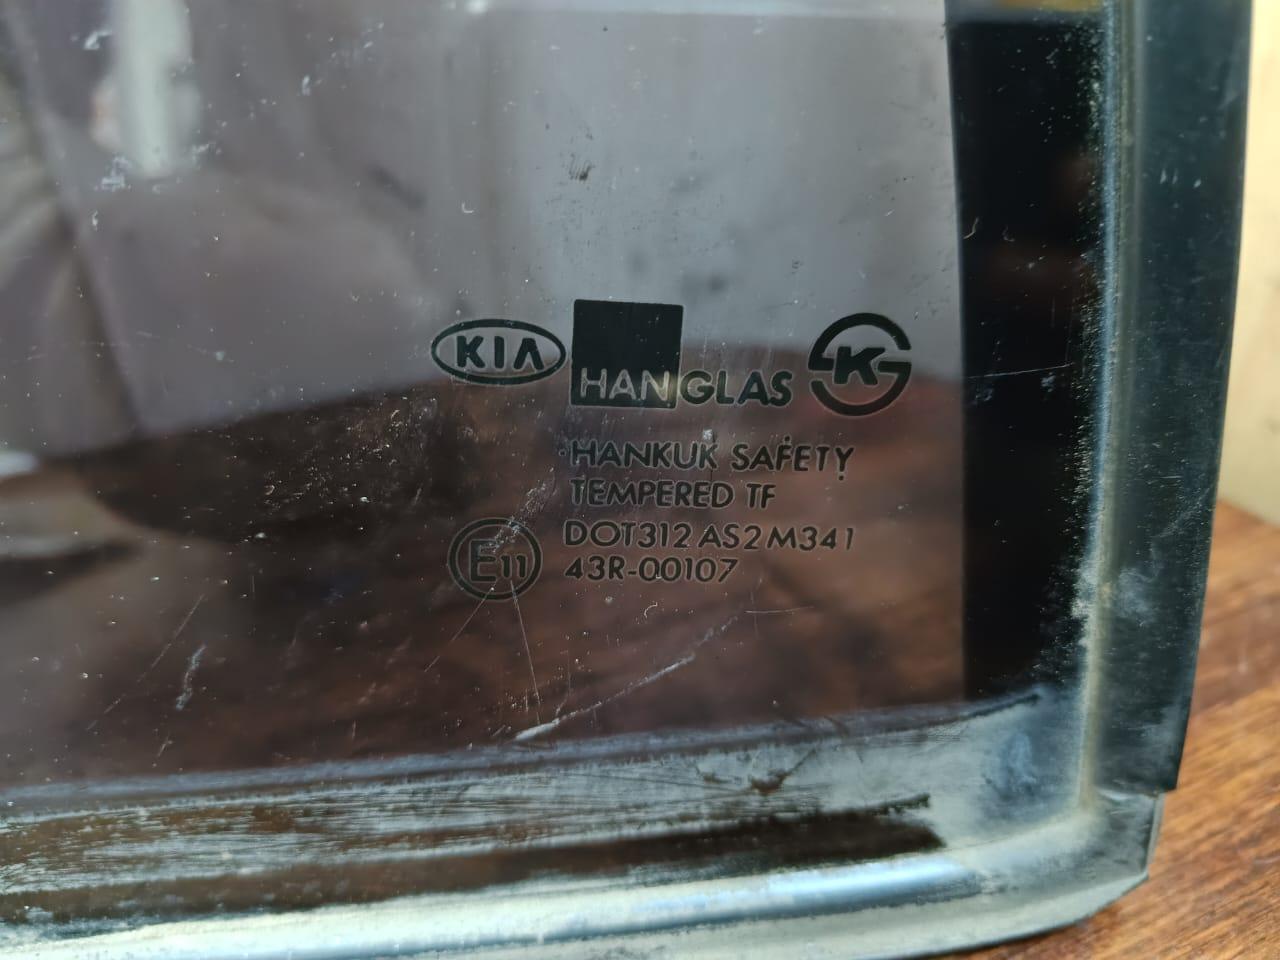 KIA HANGLAS K
HANKUK SAFETY
TEMPERED TF
DOT312 AS2 M341
E11 43R-00107